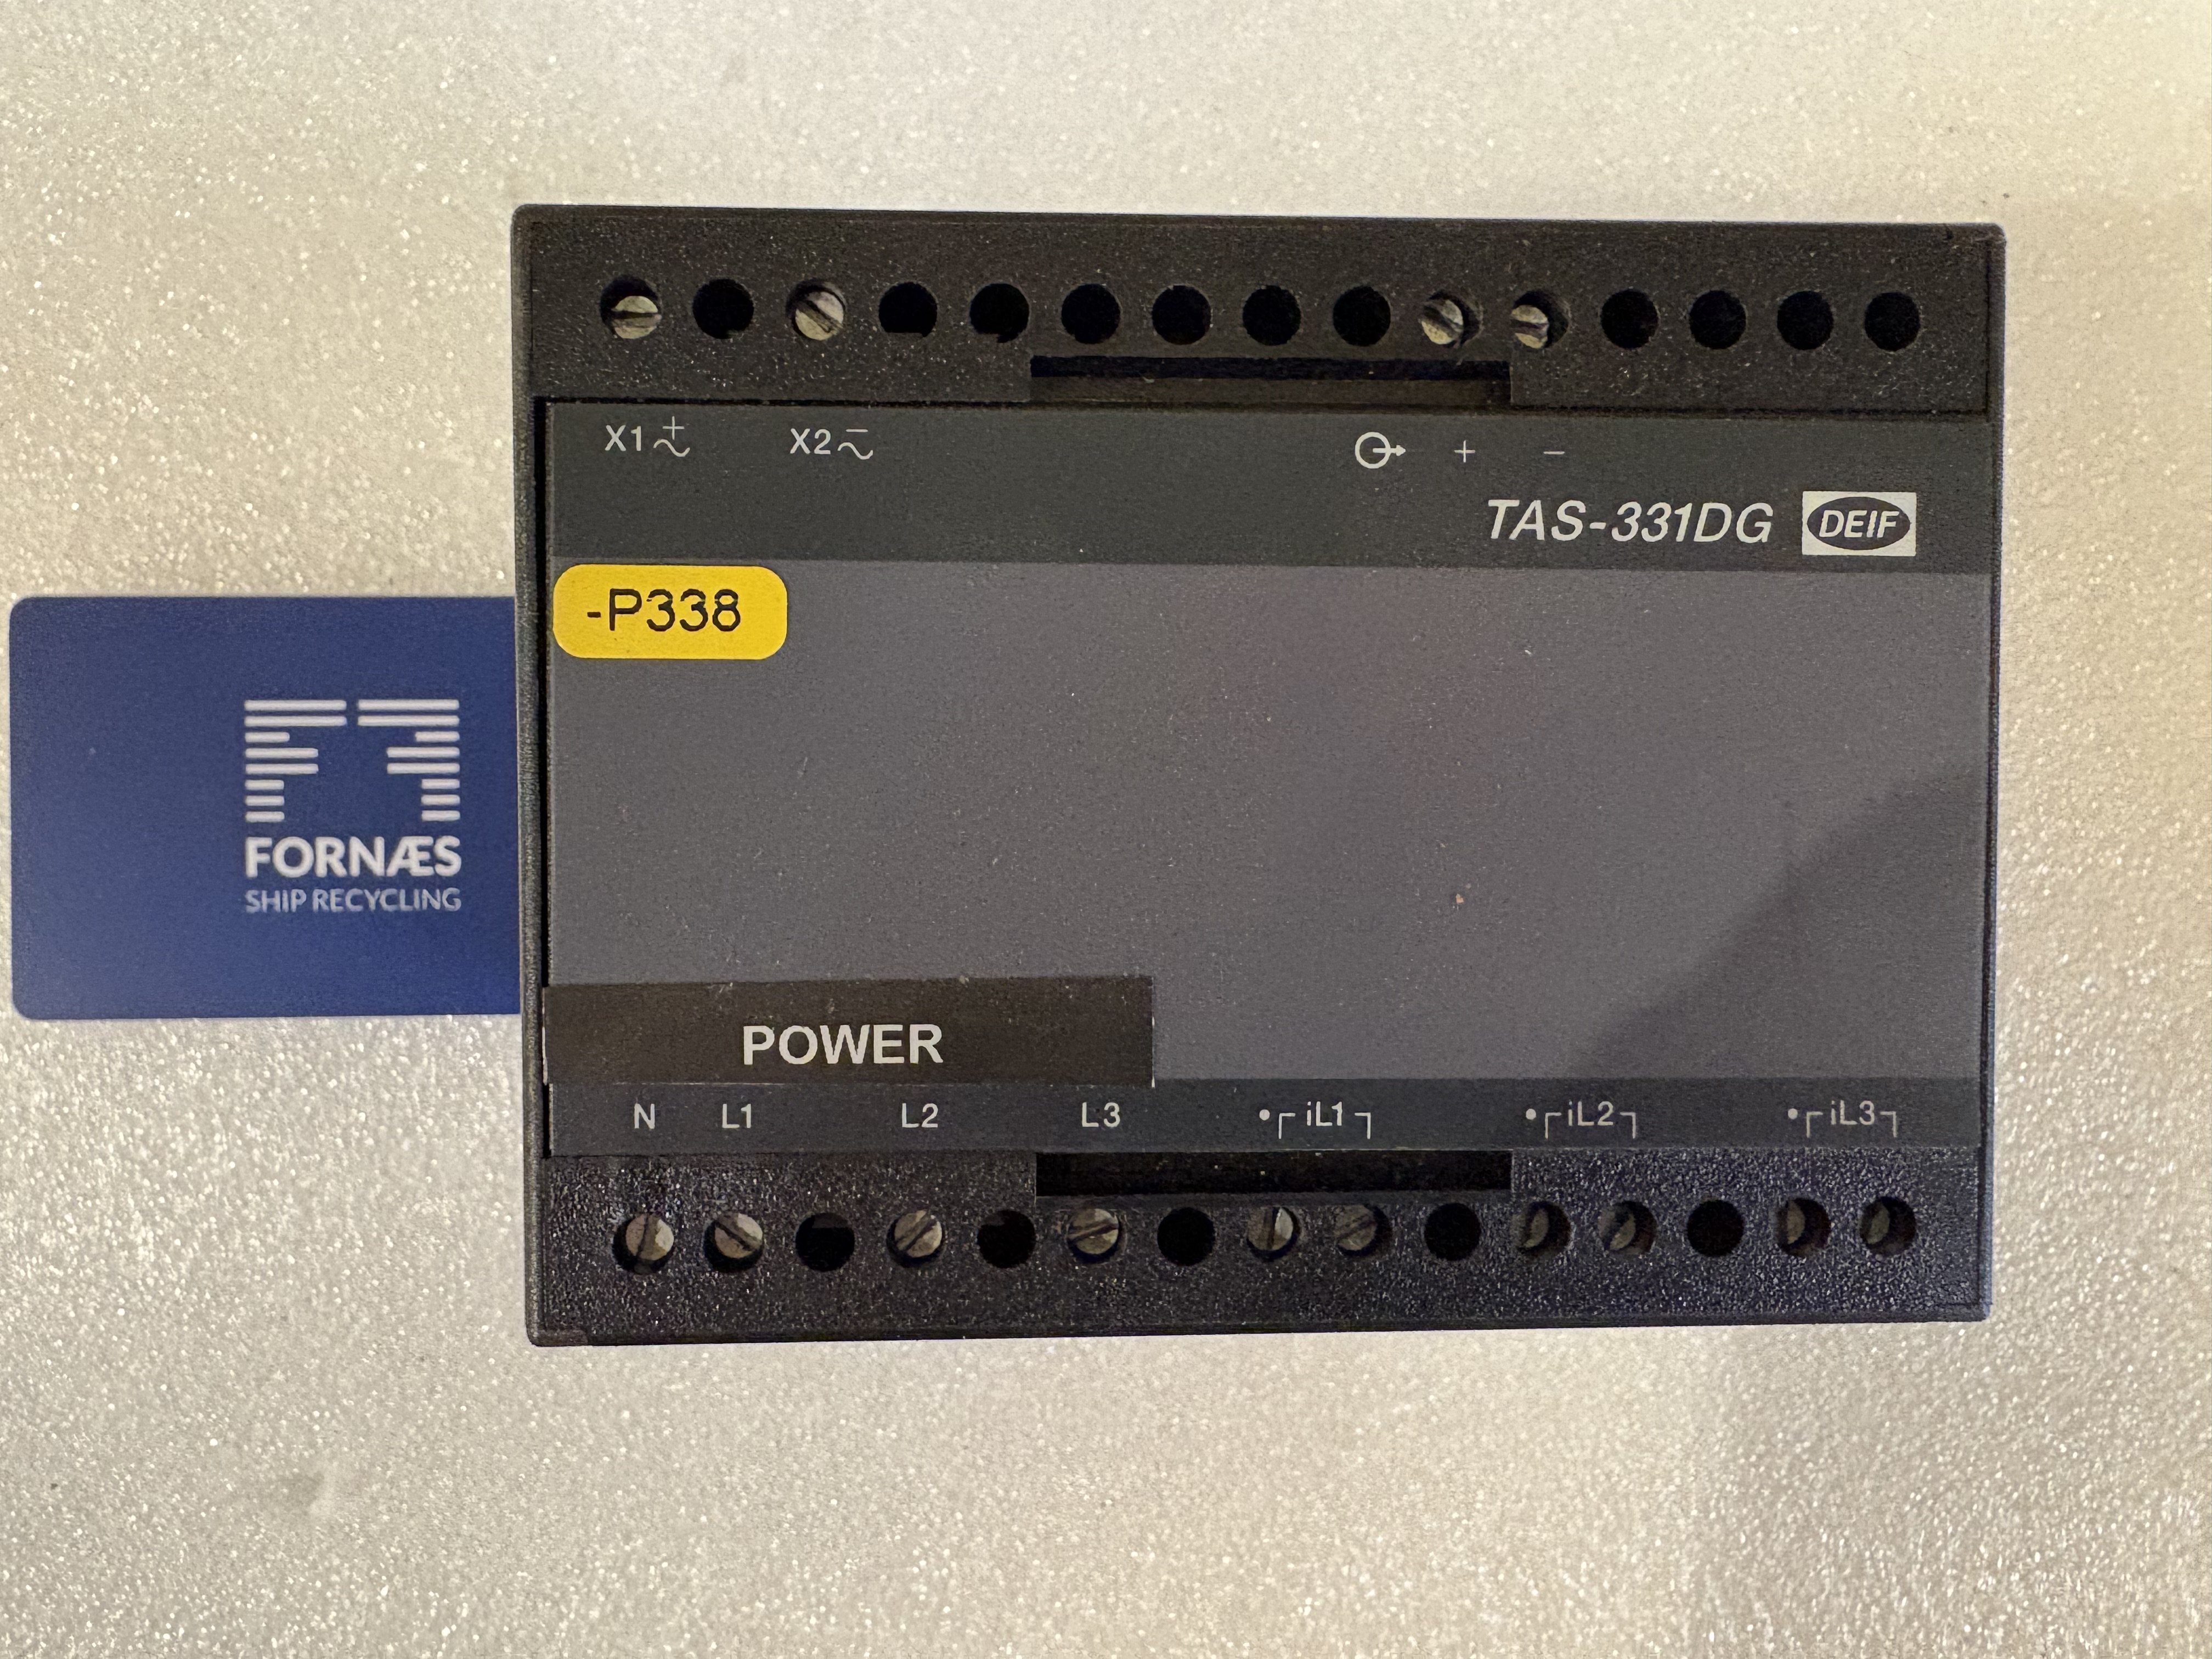 X1 X2 + −
TAS-331DG DEIF
-P338
FORNÆS
SHIP RECYCLING
POWER
N L1 L2 L3 iL1 iL2 iL3